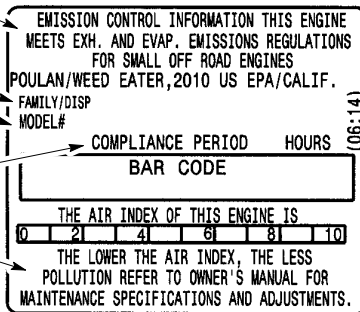 EMISSION CONTROL INFORMATION THIS ENGINE
MEETS EXH. AND EVAP. EMISSIONS REGULATIONS
FOR SMALL OFF ROAD ENGINES
POULAN/WEED EATER,2010 US EPA/CALIF.
FAMILY/DISP
MODEL#
COMPLIANCE PERIOD HOURS
(06:14)
BAR CODE
THE AIR INDEX OF THIS ENGINE IS
0 2 4 6 8 10
THE LOWER THE AIR INDEX, THE LESS
POLLUTION REFER TO OWNER'S MANUAL FOR
MAINTENANCE SPECIFICATIONS AND ADJUSTMENTS.